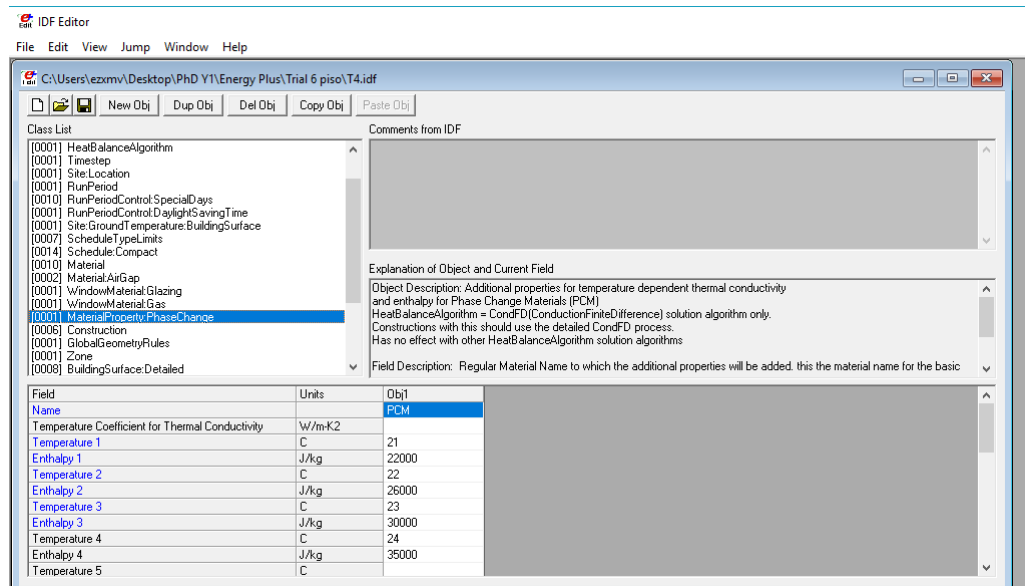 IDF Editor
File Edit View Jump Window Help
C:\Users\ezxmv\Desktop\PhD Y1\Energy Plus\Trial 6 piso\T4.idf
New Obj Dup Obj Del Obj Copy Obj Paste Obj
Class List
[0001] HeatBalanceAlgorithm
[0001] Timestep
[0001] Site:Location
[0001] RunPeriod
[0010] RunPeriodControl:SpecialDays
[0001] RunPeriodControl:DaylightSavingTime
[0001] Site:GroundTemperature:BuildingSurface
[0007] ScheduleTypeLimits
[0014] Schedule:Compact
[0010] Material
[0002] Material:AirGap
[0001] WindowMaterial:Glazing
[0001] WindowMaterial:Gas
[0001] MaterialProperty:PhaseChange
[0006] Construction
[0001] GlobalGeometryRules
[0001] Zone
[0008] BuildingSurface:Detailed
Comments from IDF
Explanation of Object and Current Field
Object Description: Additional properties for temperature dependent thermal conductivity
and enthalpy for Phase Change Materials (PCM)
HeatBalanceAlgorithm = CondFD(ConductionFiniteDifference) solution algorithm only.
Constructions with this should use the detailed CondFD process.
Has no effect with other HeatBalanceAlgorithm solution algorithms
Field Description: Regular Material Name to which the additional properties will be added. this the material name for the basic
Field Units Obj1
Name PCM
Temperature Coefficient for Thermal Conductivity W/m-K2
Temperature 1 C 21
Enthalpy 1 J/kg 22000
Temperature 2 C 22
Enthalpy 2 J/kg 26000
Temperature 3 C 23
Enthalpy 3 J/kg 30000
Temperature 4 C 24
Enthalpy 4 J/kg 35000
Temperature 5 C